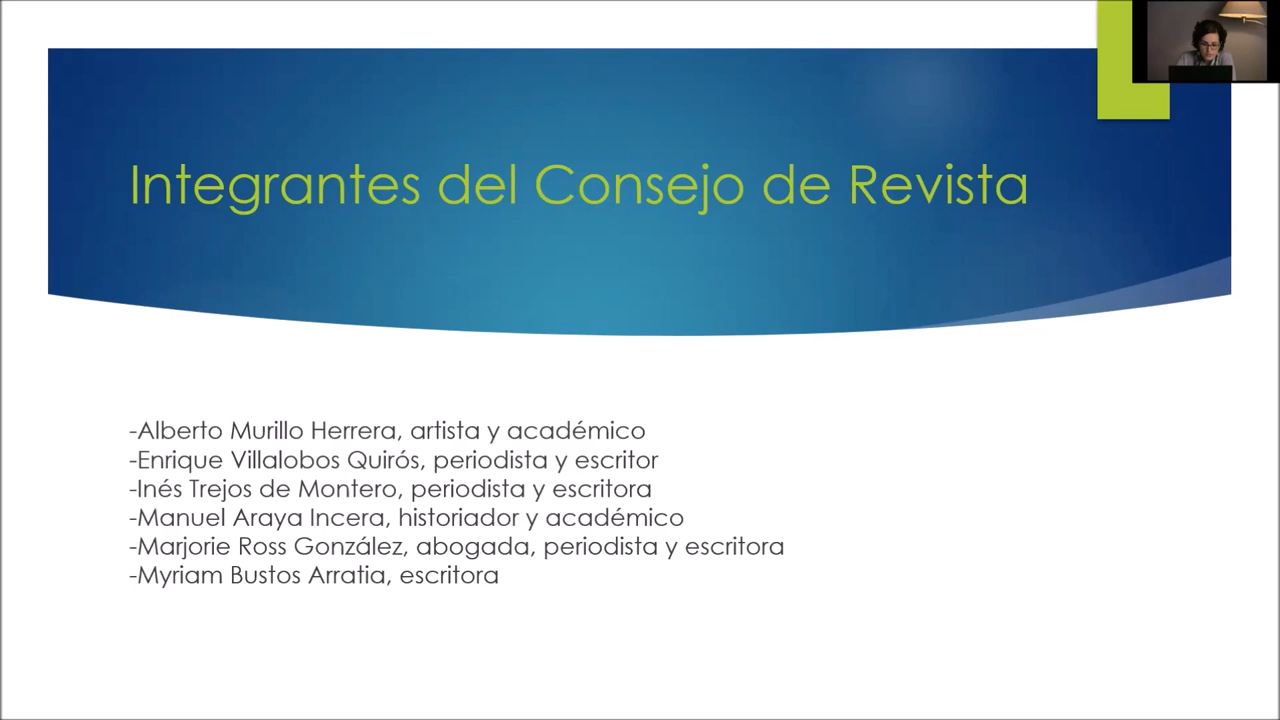 Integrantes del Consejo de Revista
-Alberto Murillo Herrera, artista y académico
-Enrique Villalobos Quirós, periodista y escritor
-Inés Trejos de Montero, periodista y escritora
-Manuel Araya Incera, historiador y académico
-Marjorie Ross González, abogada, periodista y escritora
-Myriam Bustos Arratia, escritora